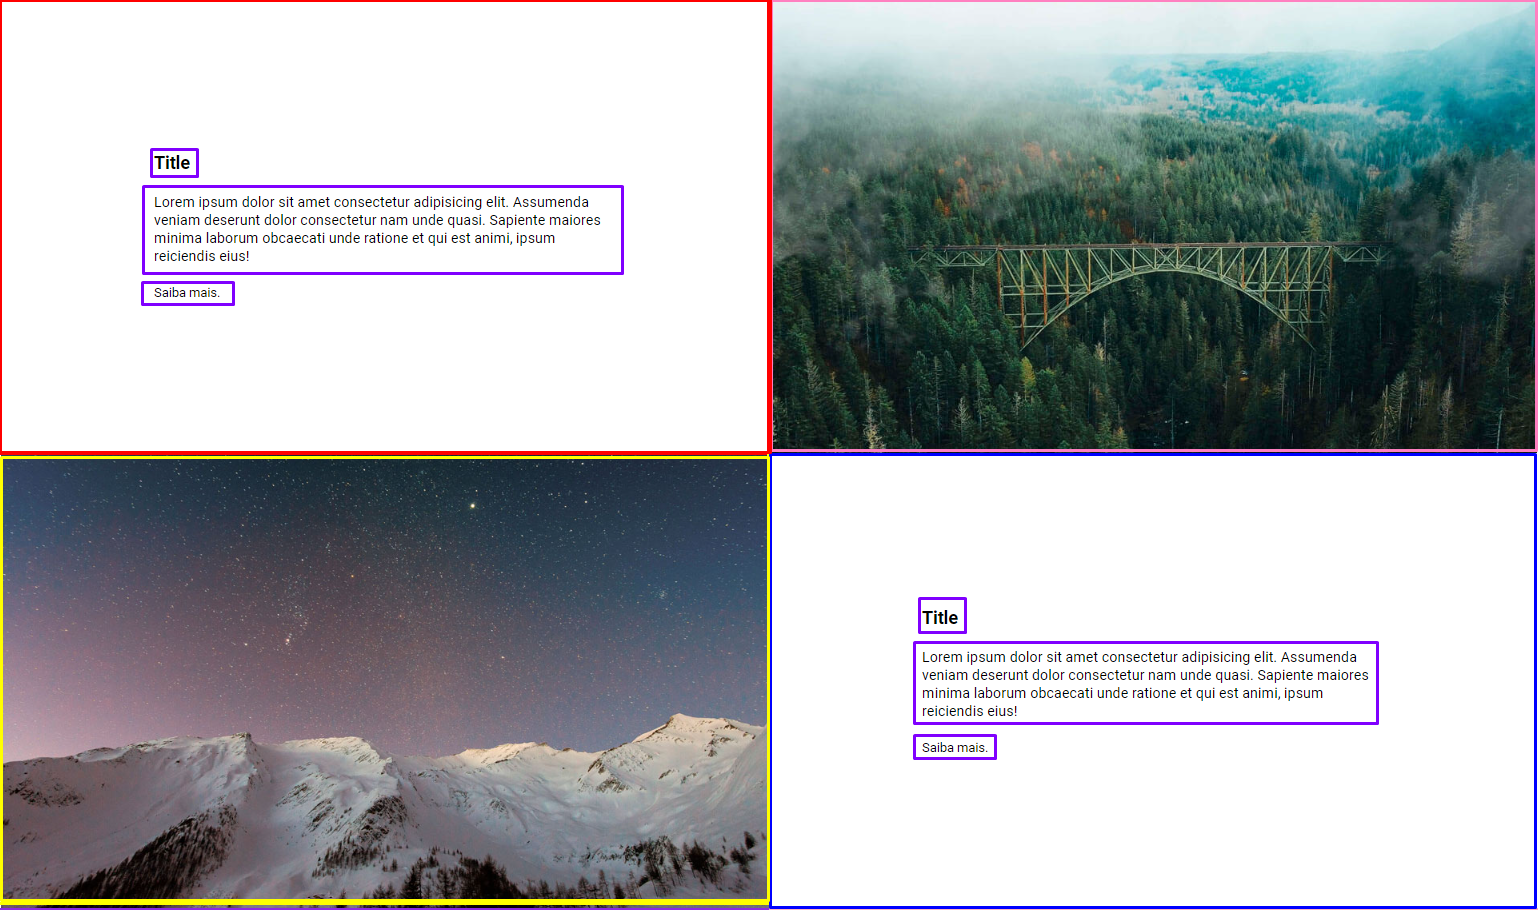 Title
Lorem ipsum dolor sit amet consectetur adipisicing elit. Assumenda
veniam deserunt dolor consectetur nam unde quasi. Sapiente maiores
minima laborum obcaecati unde ratione et qui est animi, ipsum
reiciendis eius!
Saiba mais.
Title
Lorem ipsum dolor sit amet consectetur adipisicing elit. Assumenda
veniam deserunt dolor consectetur nam unde quasi. Sapiente maiores
minima laborum obcaecati unde ratione et qui est animi, ipsum
reiciendis eius!
Saiba mais.